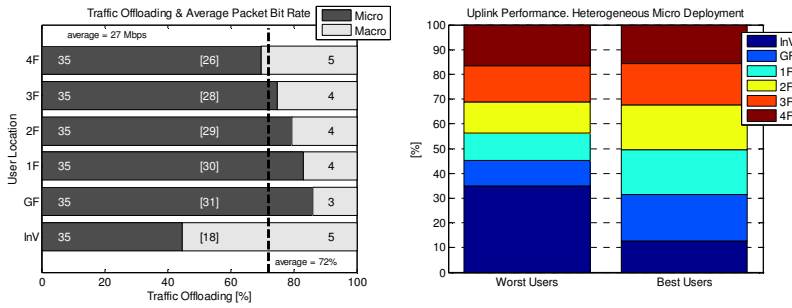 Traffic Offloading & Average Packet Bit Rate
Micro
Macro
average = 27 Mbps
User Location
4F 35 [26] 5
3F 35 [28] 4
2F 35 [29] 4
1F 35 [30] 4
GF 35 [31] 3
InV 35 [18] 5
average = 72%
0 20 40 60 80 100
Traffic Offloading [%]
Uplink Performance. Heterogeneous Micro Deployment
[%]
100
90
80
70
60
50
40
30
20
10
0
InV
GF
1F
2F
3F
4F
Worst Users Best Users